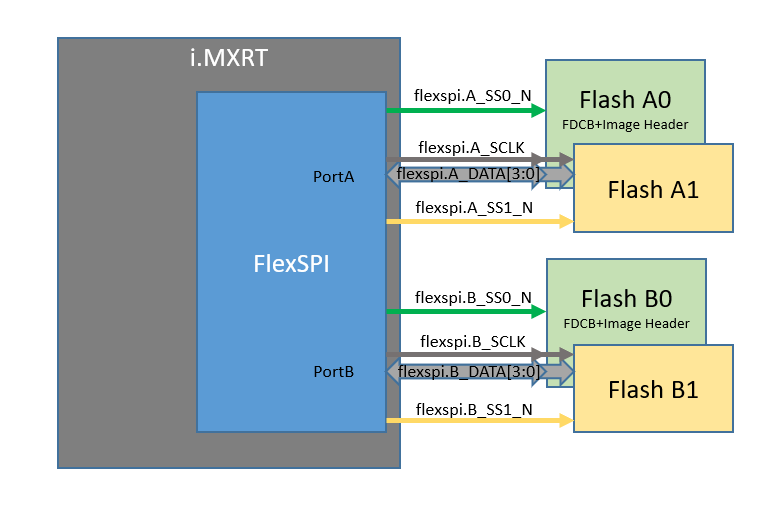 i.MXRT
flexspi.A_SS0_N
Flash A0
FDCB+Image Header
flexspi.A_SCLK
PortA
flexspi.A_DATA[3:0]
Flash A1
flexspi.A_SS1_N
FlexSPI
flexspi.B_SS0_N
Flash B0
FDCB+Image Header
flexspi.B_SCLK
PortB
flexspi.B_DATA[3:0]
Flash B1
flexspi.B_SS1_N